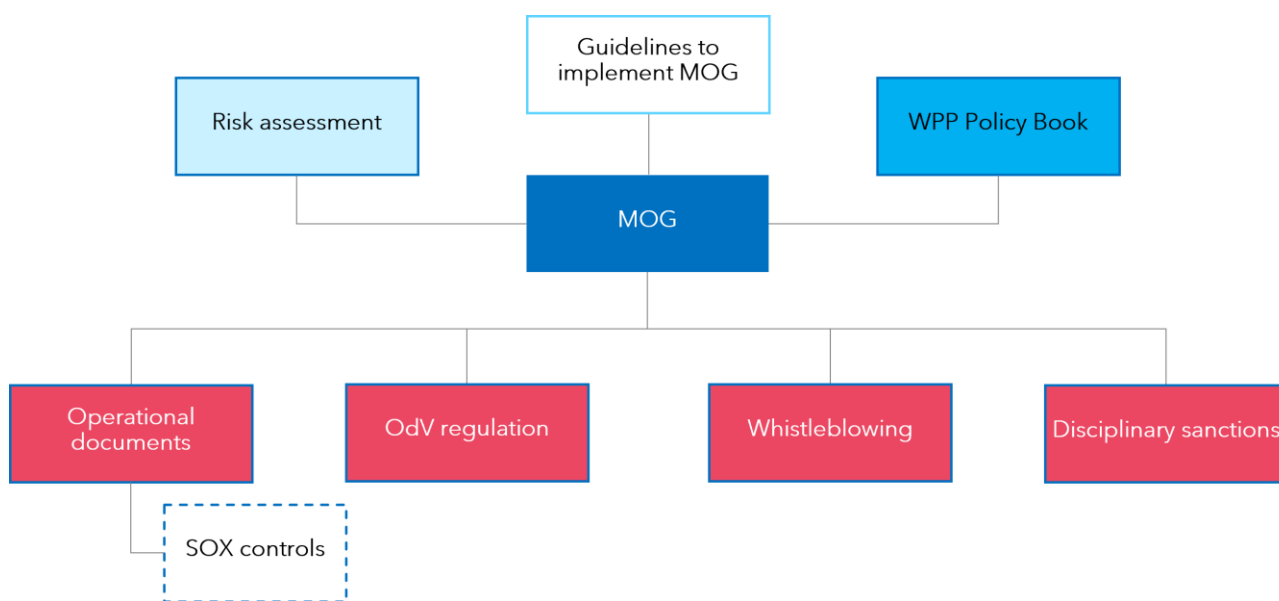 Guidelines to
implement MOG
Risk assessment
WPP Policy Book
MOG
Operational
documents
OdV regulation
Whistleblowing
Disciplinary sanctions
SOX controls